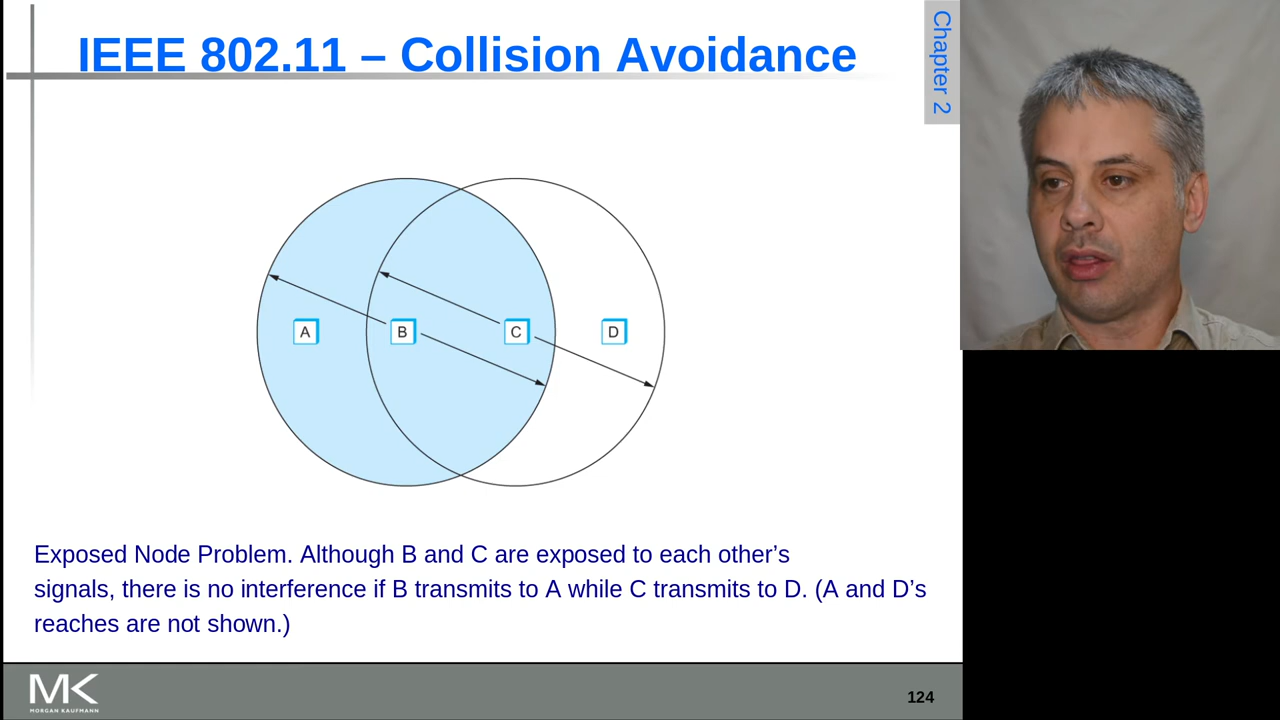 IEEE 802.11 – Collision Avoidance
Chapter 2
A
B
C
D
Exposed Node Problem. Although B and C are exposed to each other’s
signals, there is no interference if B transmits to A while C transmits to D. (A and D’s
reaches are not shown.)
MK
MORGAN KAUFMANN
124